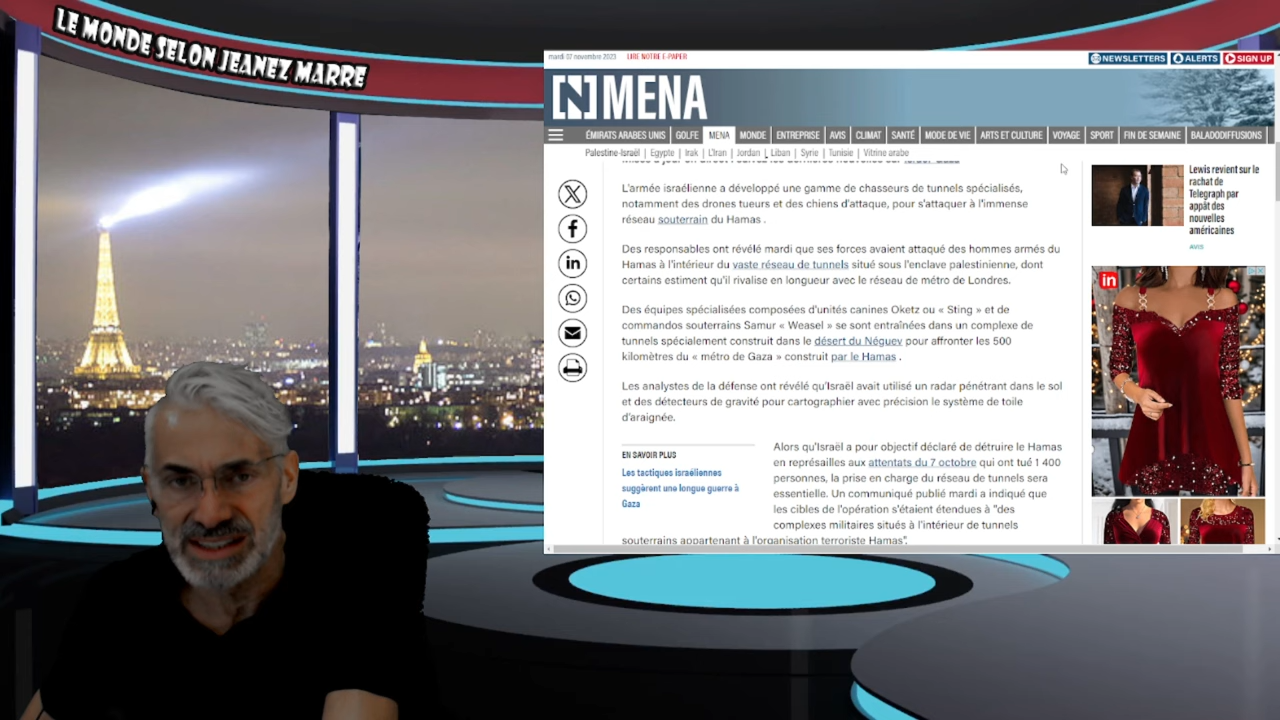 LE MONDE SELON JEANEZ MARRE
mardi 07 novembre 2023 LIRE NOTRE E-PAPER
NEWSLETTERS ALERTS SIGN UP
[N] MENA
ÉMIRATS ARABES UNIS GOLFE MENA MONDE ENTREPRISE AVIS CLIMAT SANTÉ MODE DE VIE ARTS ET CULTURE VOYAGE SPORT FIN DE SEMAINE BALADODIFFUSIONS
Palestine-Israël | Egypte | Irak | L'Iran | Jordan | Liban | Syrie | Tunisie | Vitrine arabe
L'armée israélienne a développé une gamme de chasseurs de tunnels spécialisés,
notamment des drones tueurs et des chiens d'attaque, pour s'attaquer à l'immense
réseau souterrain du Hamas .
Des responsables ont révélé mardi que ses forces avaient attaqué des hommes armés du
Hamas à l'intérieur du vaste réseau de tunnels situé sous l'enclave palestinienne, dont
certains estiment qu'il rivalise en longueur avec le réseau de métro de Londres.
Des équipes spécialisées composées d'unités canines Oketz ou « Sting » et de
commandos souterrains Samur « Weasel » se sont entraînées dans un complexe de
tunnels spécialement construit dans le désert du Néguev pour affronter les 500
kilomètres du « métro de Gaza » construit par le Hamas .
Les analystes de la défense ont révélé qu'Israël avait utilisé un radar pénétrant dans le sol
et des détecteurs de gravité pour cartographier avec précision le système de toile
d'araignée.
EN SAVOIR PLUS
Les tactiques israéliennes
suggèrent une longue guerre à
Gaza
Alors qu'Israël a pour objectif déclaré de détruire le Hamas
en représailles aux attentats du 7 octobre qui ont tué 1 400
personnes, la prise en charge du réseau de tunnels sera
essentielle. Un communiqué publié mardi a indiqué que
les cibles de l'opération s'étaient étendues à "des
complexes militaires situés à l'intérieur de tunnels
souterrains appartenant à l'organisation terroriste Hamas".
Lewis revient sur le
rachat de
Telegraph par
appât des
nouvelles
américaines
AVIS
in